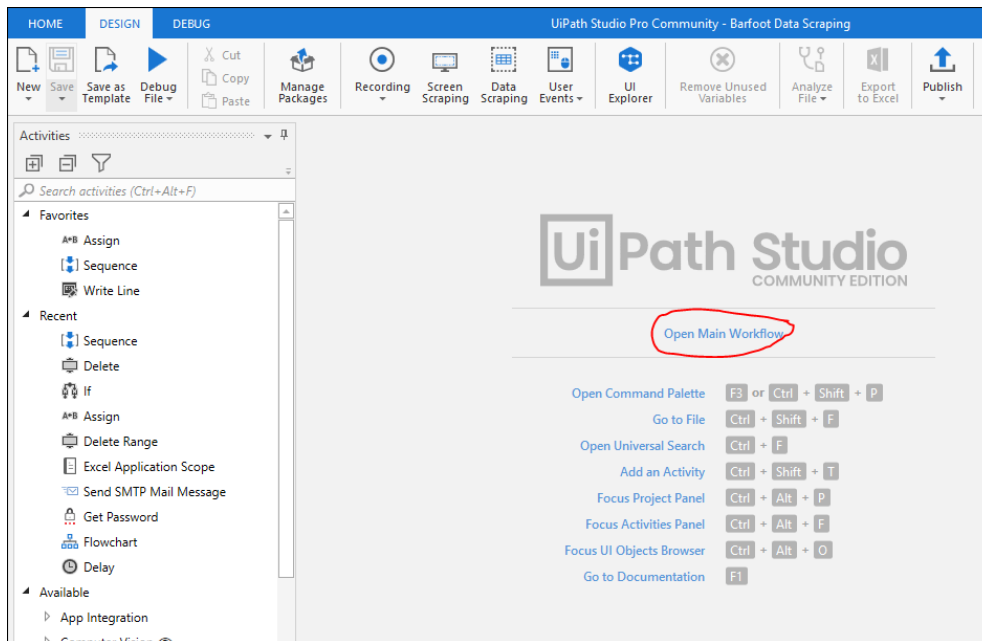 HOME DESIGN DEBUG UiPath Studio Pro Community - Barfoot Data Scraping
New Save Save as Template Debug File Cut Copy Paste Manage Packages Recording Screen Scraping Data Scraping User Events UI Explorer Remove Unused Variables Analyze File Export to Excel Publish
Activities
Search activities (Ctrl+Alt+F)
Favorites
A+B Assign
Sequence
Write Line
Recent
Sequence
Delete
If
A+B Assign
Delete Range
Excel Application Scope
Send SMTP Mail Message
Get Password
Flowchart
Delay
Available
App Integration
Computer Vision
UiPath Studio
COMMUNITY EDITION
Open Main Workflow
Open Command Palette F3 or Ctrl + Shift + P
Go to File Ctrl + Shift + F
Open Universal Search Ctrl + F
Add an Activity Ctrl + Shift + T
Focus Project Panel Ctrl + Alt + P
Focus Activities Panel Ctrl + Alt + F
Focus UI Objects Browser Ctrl + Alt + O
Go to Documentation F1